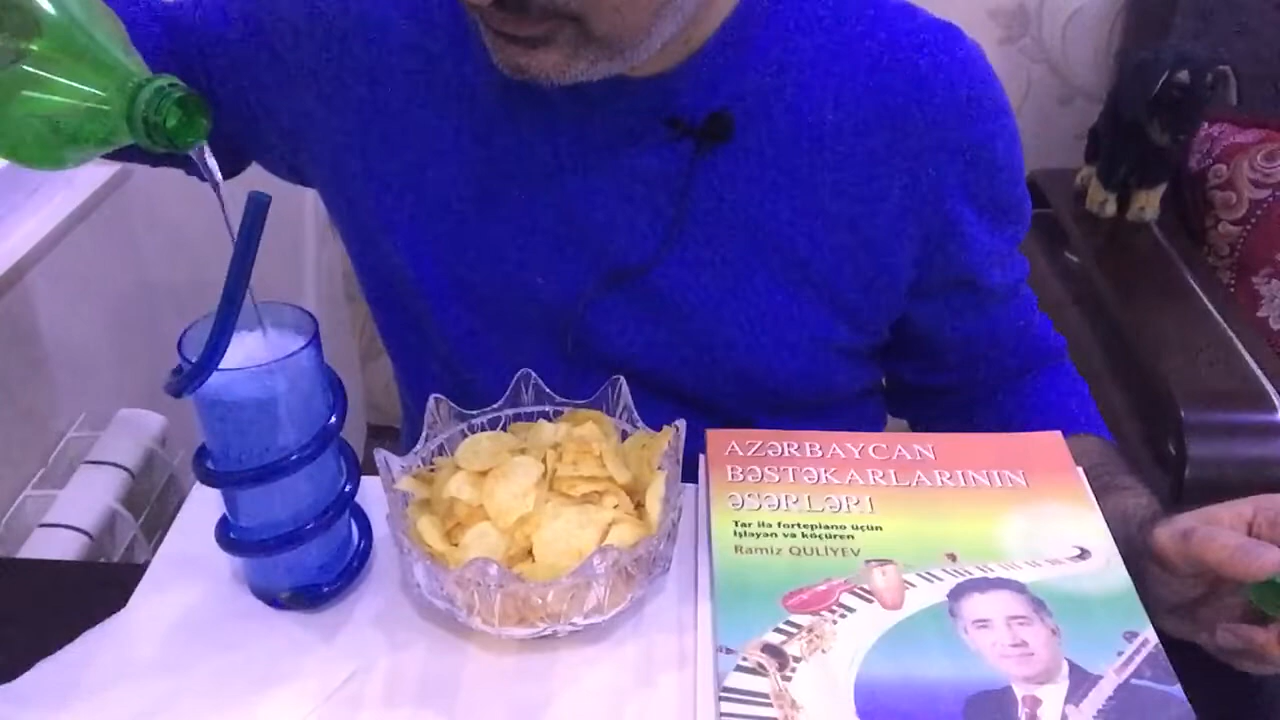 AZƏRBAYCAN
BƏSTƏKARLARININ
ƏSƏRLƏRI
Tar ilə fortepiano üçün
işləyən və köçürən
Ramiz QULİYEV